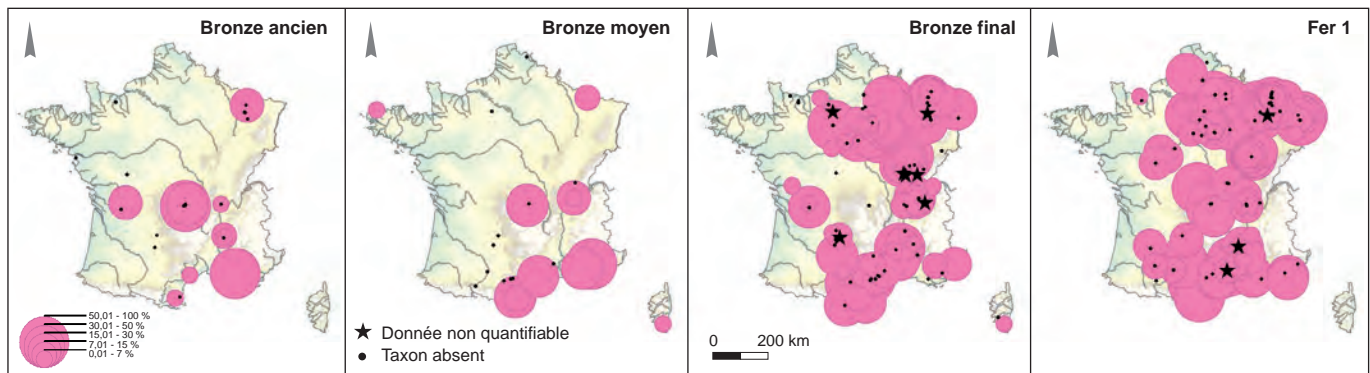 Bronze ancien
Bronze moyen
Bronze final
Fer 1
50,01 - 100 %
30,01 - 50 %
15,01 - 30 %
7,01 - 15 %
0,01 - 7 %
Donnée non quantifiable
Taxon absent
0 200 km